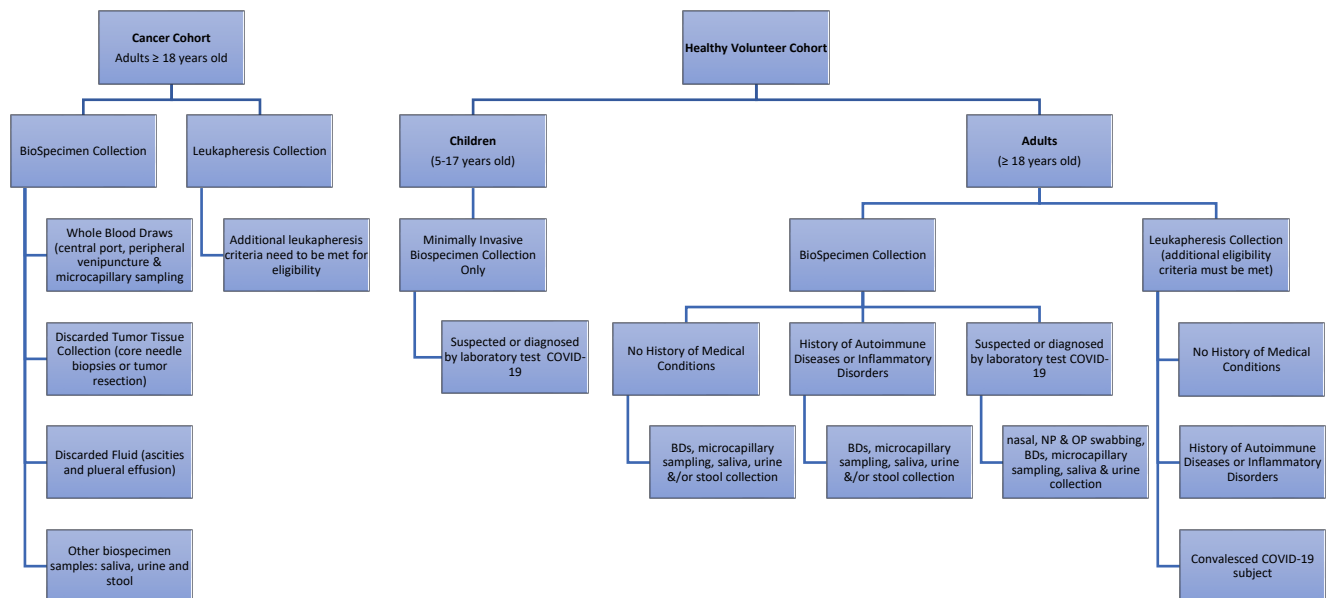 Cancer Cohort
Adults ≥ 18 years old
BioSpecimen Collection
Whole Blood Draws
(central port, peripheral
venipuncture &
microcapillary sampling
Discarded Tumor Tissue
Collection (core needle
biopsies or tumor
resection)
Discarded Fluid (ascities
and plueral effusion)
Other biospecimen
samples: saliva, urine and
stool
Leukapheresis Collection
Additional leukapheresis
criteria need to be met for
eligibility
Healthy Volunteer Cohort
Children
(5-17 years old)
Minimally Invasive
Biospecimen Collection
Only
Suspected or diagnosed
by laboratory test COVID-
19
Adults
(≥ 18 years old)
BioSpecimen Collection
No History of Medical
Conditions
BDs, microcapillary
sampling, saliva, urine
&/or stool collection
History of Autoimmune
Diseases or Inflammatory
Disorders
BDs, microcapillary
sampling, saliva, urine
&/or stool collection
Suspected or diagnosed
by laboratory test COVID-
19
nasal, NP & OP swabbing,
BDs, microcapillary
sampling, saliva & urine
collection
Leukapheresis Collection
(additional eligibility
criteria must be met)
No History of Medical
Conditions
History of Autoimmune
Diseases or Inflammatory
Disorders
Convalesced COVID-19
subject